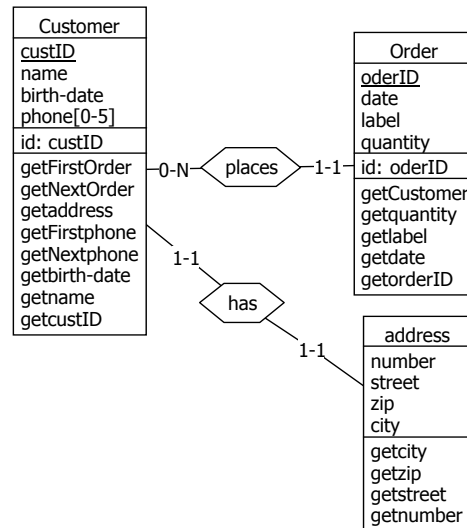 Customer
custID
name
birth-date
phone[0-5]
id: custID
getFirstOrder
getNextOrder
getaddress
getFirstphone
getNextphone
getbirth-date
getname
getcustID
0-N
places
1-1
Order
oderID
date
label
quantity
id: oderID
getCustomer
getquantity
getlabel
getdate
getorderID
1-1
has
1-1
address
number
street
zip
city
getcity
getzip
getstreet
getnumber